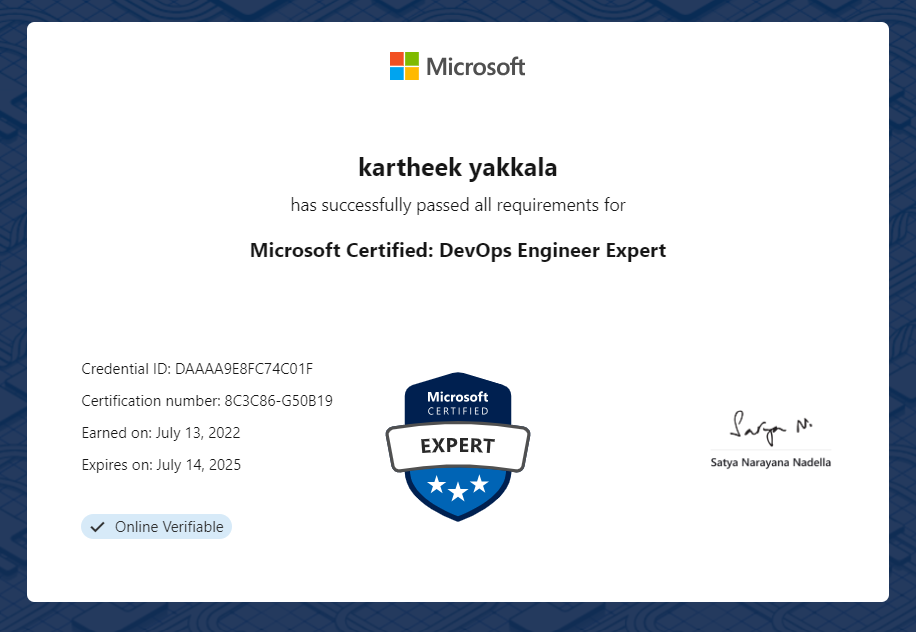 Microsoft
kartheek yakkala
has successfully passed all requirements for
Microsoft Certified: DevOps Engineer Expert
Credential ID: DAAAA9E8FC74C01F
Certification number: 8C3C86-G50B19
Earned on: July 13, 2022
Expires on: July 14, 2025
Online Verifiable
Microsoft
CERTIFIED
EXPERT
Satya N.
Satya Narayana Nadella